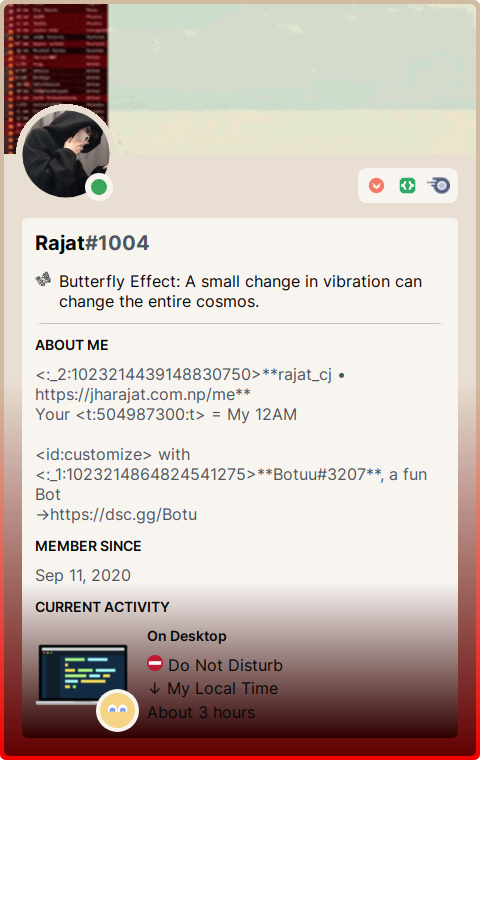 Rajat#1004
Butterfly Effect: A small change in vibration can
change the entire cosmos.
ABOUT ME
<:_2:1023214439148830750>**rajat_cj •
https://jharajat.com.np/me**
Your <t:504987300:t> = My 12AM
<id:customize> with
<:_1:1023214864824541275>**Botuu#3207**, a fun
Bot
→https://dsc.gg/Botu
MEMBER SINCE
Sep 11, 2020
CURRENT ACTIVITY
On Desktop
Do Not Disturb
↓ My Local Time
About 3 hours